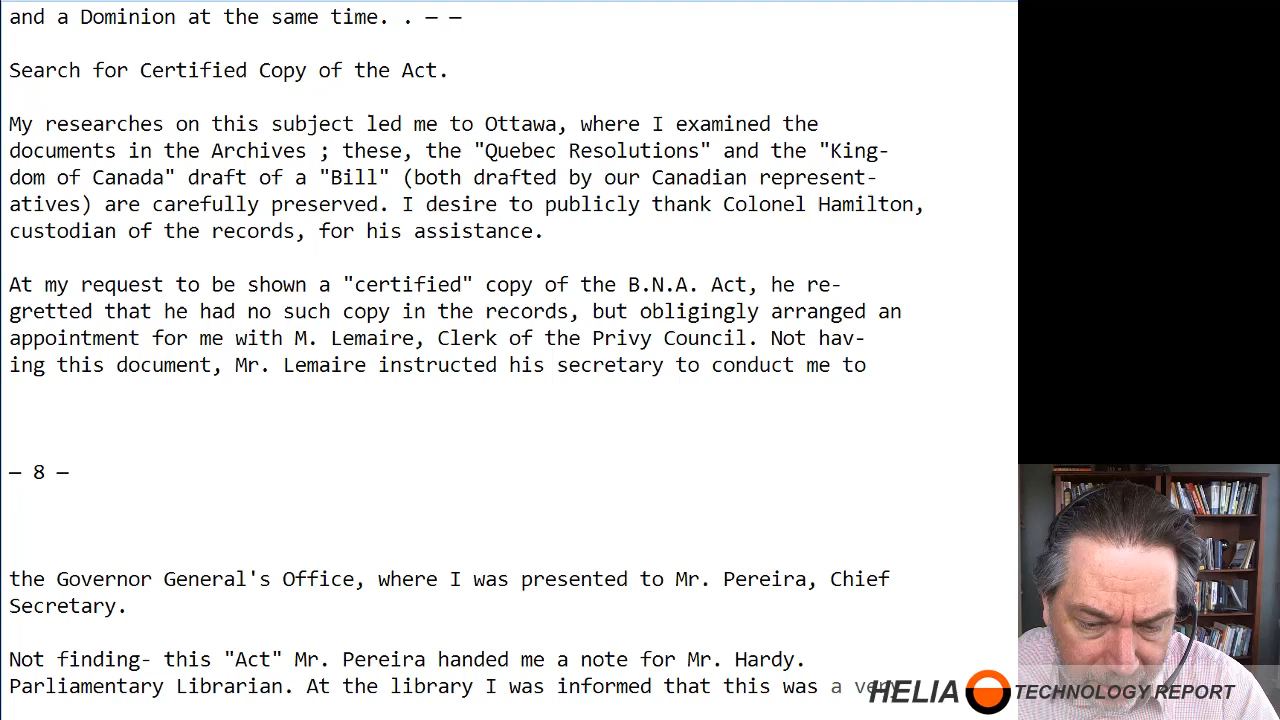 and a Dominion at the same time. . — —
Search for Certified Copy of the Act.
My researches on this subject led me to Ottawa, where I examined the
documents in the Archives ; these, the "Quebec Resolutions" and the "King-
dom of Canada" draft of a "Bill" (both drafted by our Canadian represent-
atives) are carefully preserved. I desire to publicly thank Colonel Hamilton,
custodian of the records, for his assistance.
At my request to be shown a "certified" copy of the B.N.A. Act, he re-
gretted that he had no such copy in the records, but obligingly arranged an
appointment for me with M. Lemaire, Clerk of the Privy Council. Not hav-
ing this document, Mr. Lemaire instructed his secretary to conduct me to
— 8 —
the Governor General's Office, where I was presented to Mr. Pereira, Chief
Secretary.
Not finding- this "Act" Mr. Pereira handed me a note for Mr. Hardy.
Parliamentary Librarian. At the library I was informed that this was a very
HELIA TECHNOLOGY REPORT